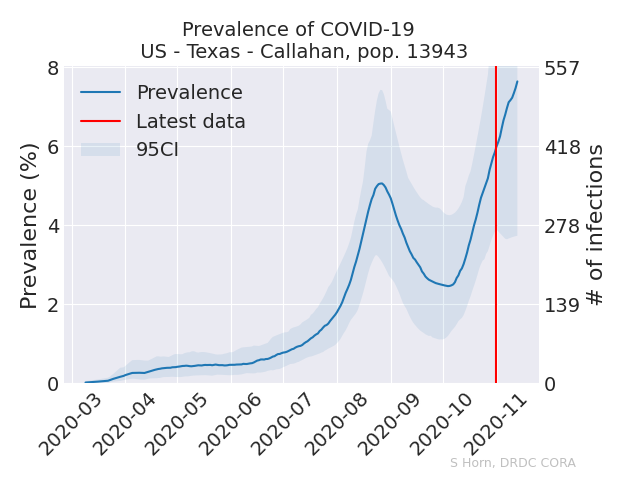 Prevalence of COVID-19
US - Texas - Callahan, pop. 13943
Prevalence (%)
8
6
4
2
0
Prevalence
Latest data
95CI
557
418
278
139
0
# of infections
2020-03
2020-04
2020-05
2020-06
2020-07
2020-08
2020-09
2020-10
2020-11
S Horn, DRDC CORA